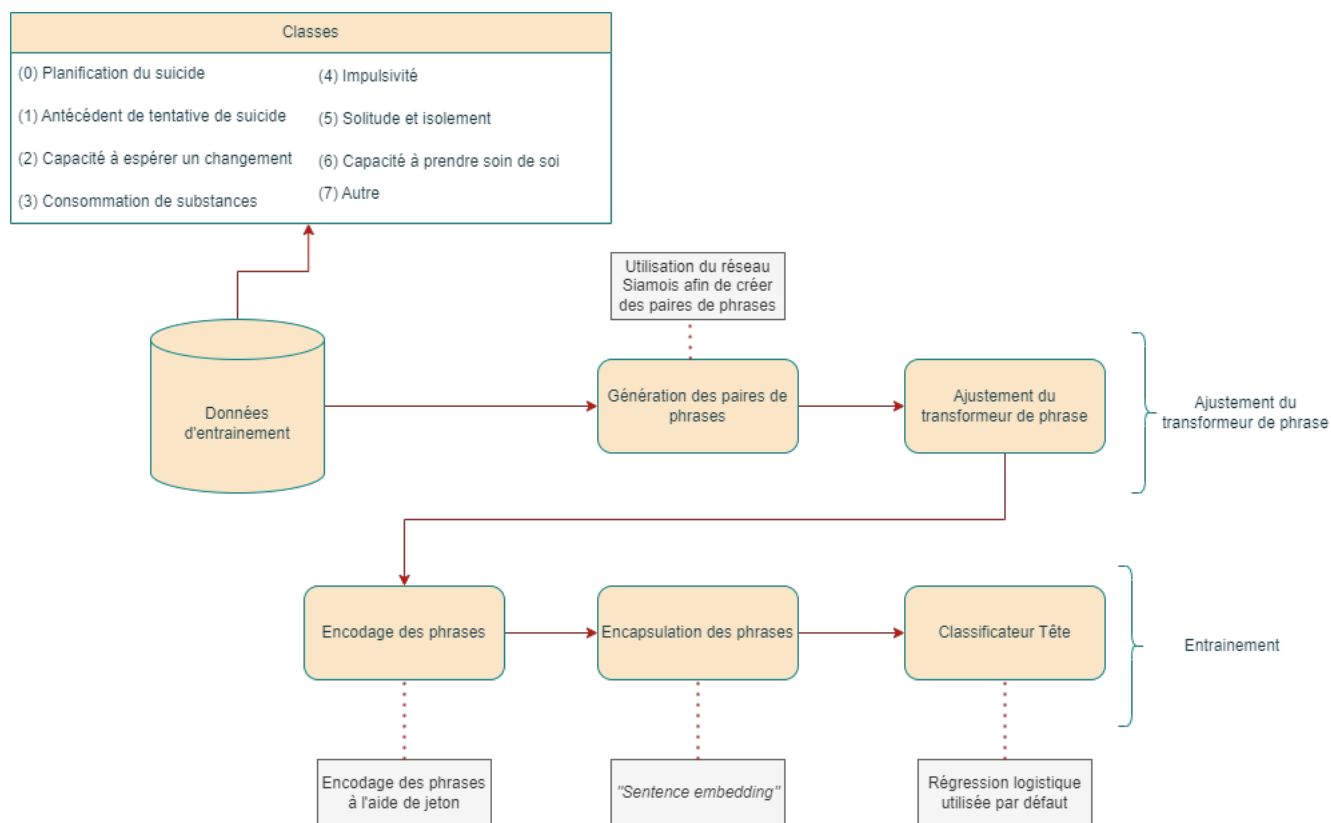 Classes
(0) Planification du suicide
(1) Antécédent de tentative de suicide
(2) Capacité à espérer un changement
(3) Consommation de substances
(4) Impulsivité
(5) Solitude et isolement
(6) Capacité à prendre soin de soi
(7) Autre
Utilisation du réseau
Siamois afin de créer
des paires de phrases
Données
d'entrainement
Génération des paires de
phrases
Ajustement du
transformeur de phrase
Ajustement du
transformeur de phrase
Encodage des phrases
Encapsulation des phrases
Classificateur Tête
Entrainement
Encodage des phrases
à l'aide de jeton
"Sentence embedding"
Régression logistique
utilisée par défaut